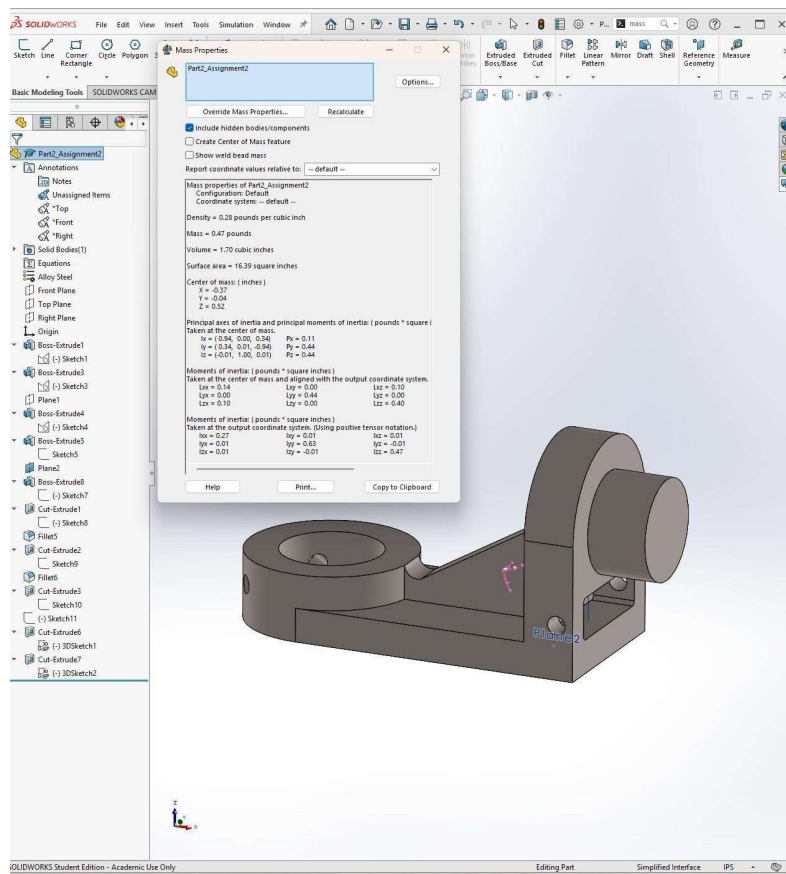 SOLIDWORKS File Edit View Insert Tools Simulation Window mass
Sketch Line Corner Rectangle Circle Polygon
Extruded Boss/Base Extruded Cut Fillet Linear Pattern Mirror Draft Shell Reference Geometry Measure
Basic Modeling Tools SOLIDWORKS CAM
Part2_Assignment2
Annotations
Notes
Unassigned Items
*Top
*Front
*Right
Solid Bodies(1)
Equations
Alloy Steel
Front Plane
Top Plane
Right Plane
Origin
Boss-Extrude1
(-) Sketch1
Boss-Extrude3
(-) Sketch3
Plane1
Boss-Extrude4
(-) Sketch4
Boss-Extrude5
Sketch5
Plane2
Boss-Extrude8
(-) Sketch7
Cut-Extrude1
(-) Sketch8
Fillet5
Cut-Extrude2
Sketch9
Fillet6
Cut-Extrude3
Sketch10
(-) Sketch11
Cut-Extrude6
(-) 3DSketch1
Cut-Extrude7
(-) 3DSketch2
Mass Properties
Part2_Assignment2
Options...
Override Mass Properties... Recalculate
Include hidden bodies/components
Create Center of Mass feature
Show weld bead mass
Report coordinate values relative to: -- default --
Mass properties of Part2_Assignment2
Configuration: Default
Coordinate system: -- default --
Density = 0.28 pounds per cubic inch
Mass = 0.47 pounds
Volume = 1.70 cubic inches
Surface area = 16.39 square inches
Center of mass: ( inches )
X = -0.37
Y = -0.04
Z = 0.52
Principal axes of inertia and principal moments of inertia: ( pounds * square i
Taken at the center of mass.
Ix = ( 0.94, 0.00, 0.34) Px = 0.11
Iy = ( 0.34, 0.01, -0.94) Py = 0.44
Iz = (-0.01, 1.00, 0.01) Pz = 0.44
Moments of inertia: ( pounds * square inches )
Taken at the center of mass and aligned with the output coordinate system.
Lxx = 0.14 Lxy = 0.00 Lxz = 0.10
Lyx = 0.00 Lyy = 0.44 Lyz = 0.00
Lzx = 0.10 Lzy = 0.00 Lzz = 0.40
Moments of inertia: ( pounds * square inches )
Taken at the output coordinate system. (Using positive tensor notation.)
Ixx = 0.27 Ixy = 0.01 Ixz = 0.01
Iyx = 0.01 Iyy = 0.63 Iyz = -0.01
Izx = 0.01 Izy = -0.01 Izz = 0.47
Help Print... Copy to Clipboard
Plane2
z
x
SOLIDWORKS Student Edition - Academic Use Only Editing Part Simplified Interface IPS